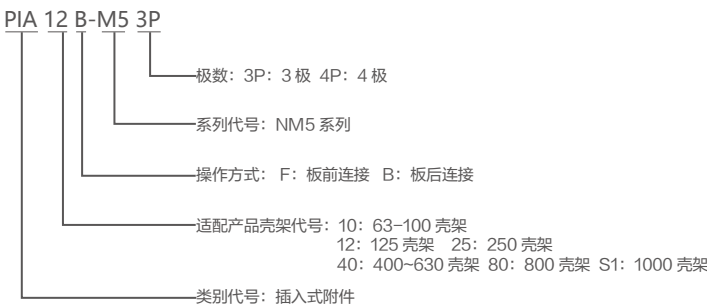 PIA 12 B-M5 3P
极数：3P：3 极 4P：4 极
系列代号：NM5 系列
操作方式： F：板前连接 B：板后连接
适配产品壳架代号：10：63-100 壳架
12：125 壳架 25：250 壳架
40：400~630 壳架 80：800 壳架 S1：1000 壳架
类别代号：插入式附件